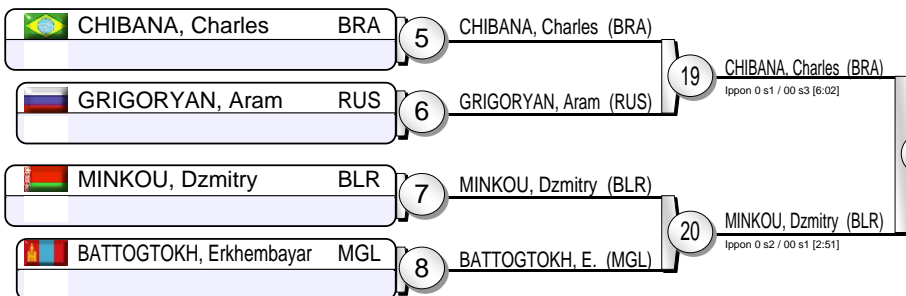 CHIBANA, Charles BRA
5
CHIBANA, Charles (BRA)
19
CHIBANA, Charles (BRA)
Ippon 0 s1 / 00 s3 [6:02]
GRIGORYAN, Aram RUS
6
GRIGORYAN, Aram (RUS)
MINKOU, Dzmitry BLR
7
MINKOU, Dzmitry (BLR)
20
MINKOU, Dzmitry (BLR)
Ippon 0 s2 / 00 s1 [2:51]
BATTOGTOKH, Erkhembayar MGL
8
BATTOGTOKH, E. (MGL)